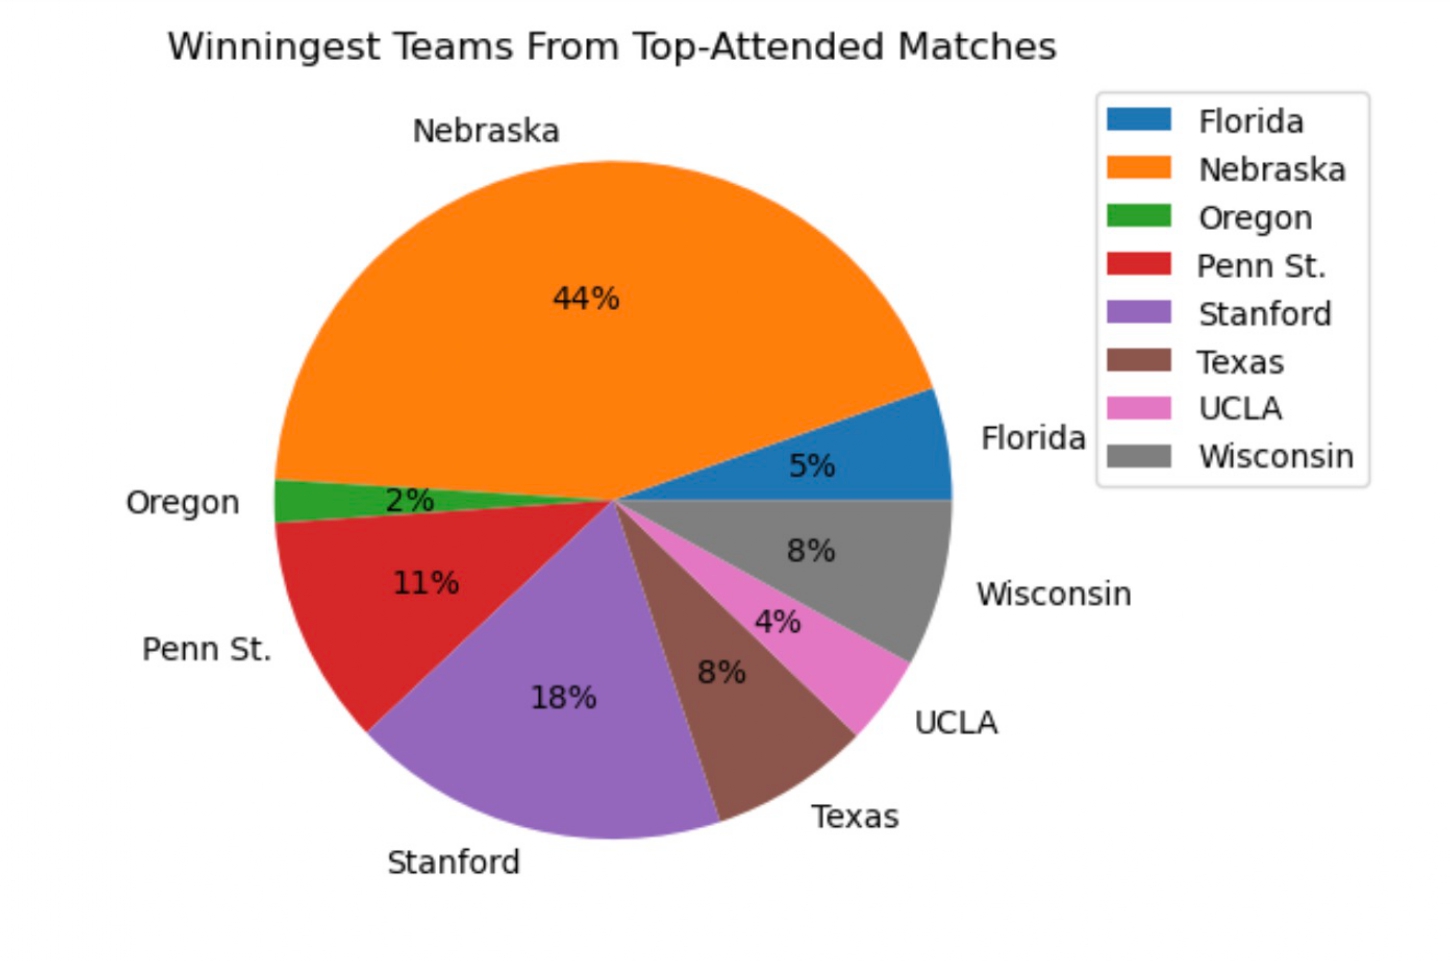 Winningest Teams From Top-Attended Matches
Nebraska
44%
Florida
5%
Oregon
2%
Penn St.
11%
Stanford
18%
Texas
8%
UCLA
4%
Wisconsin
8%
Florida
Nebraska
Oregon
Penn St.
Stanford
Texas
UCLA
Wisconsin